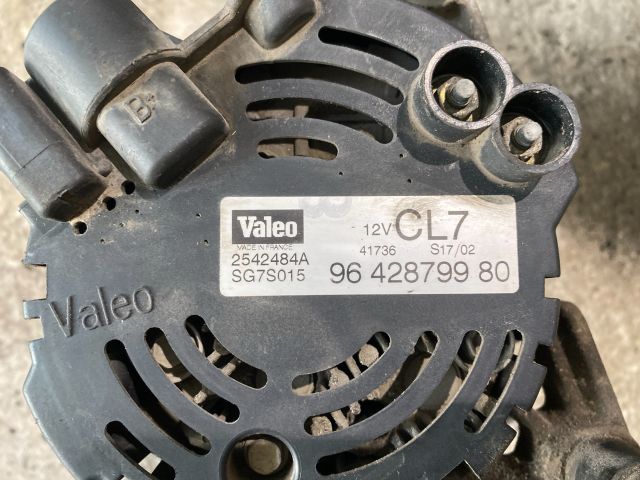 B+
Valeo
MADE IN FRANCE
12V CL7
41736 S17/02
2542484A
SG7S015
96 428799 80
Valeo